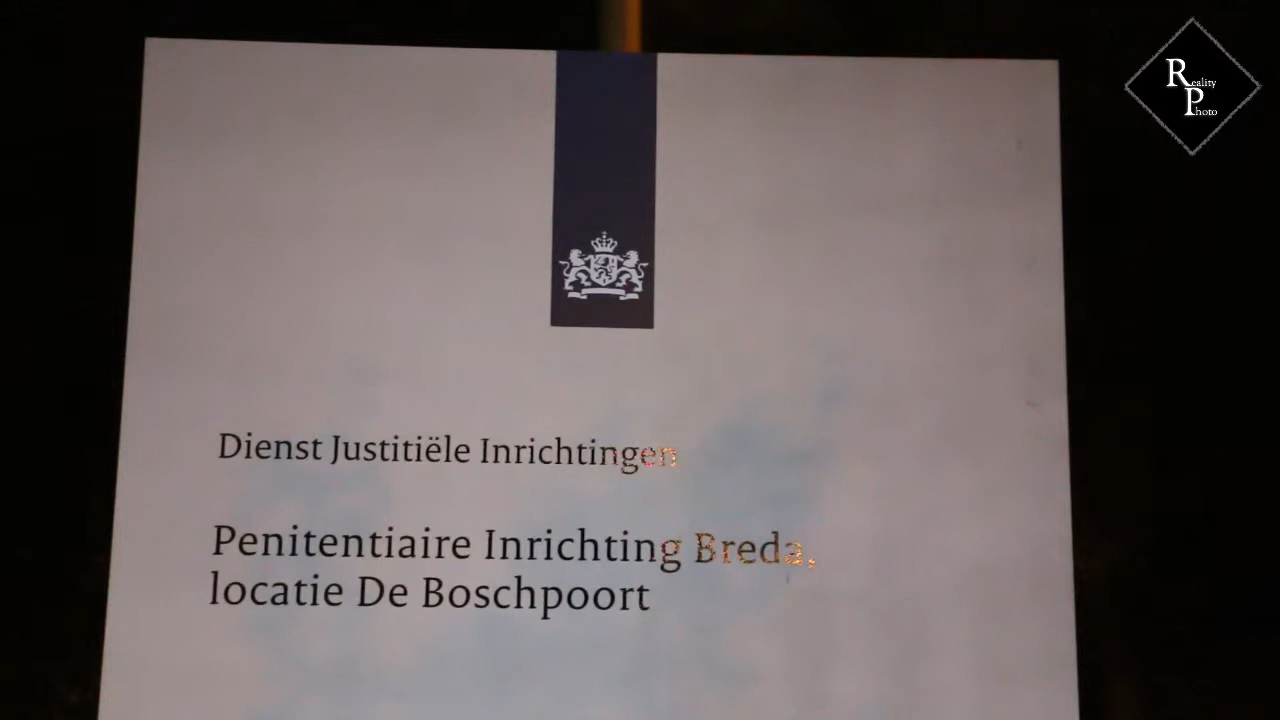 Reality
Photo
Dienst Justitiële Inrichtingen
Penitentiaire Inrichting Breda,
locatie De Boschpoort